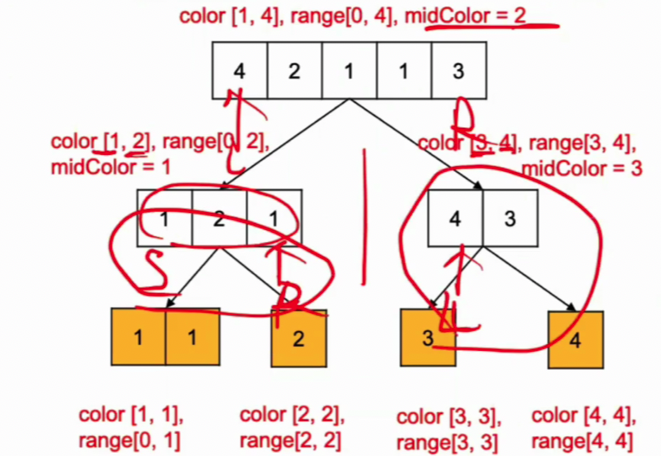 color [1, 4], range[0, 4], midColor = 2
4 2 1 1 3
R
color [1, 2], range[0, 2],
midColor = 1
color [3, 4], range[3, 4],
midColor = 3
L
1 2 1
4 3
S
R
L
1 1
2
3
4
color [1, 1],
range[0, 1]
color [2, 2],
range[2, 2]
color [3, 3],
range[3, 3]
color [4, 4],
range[4, 4]